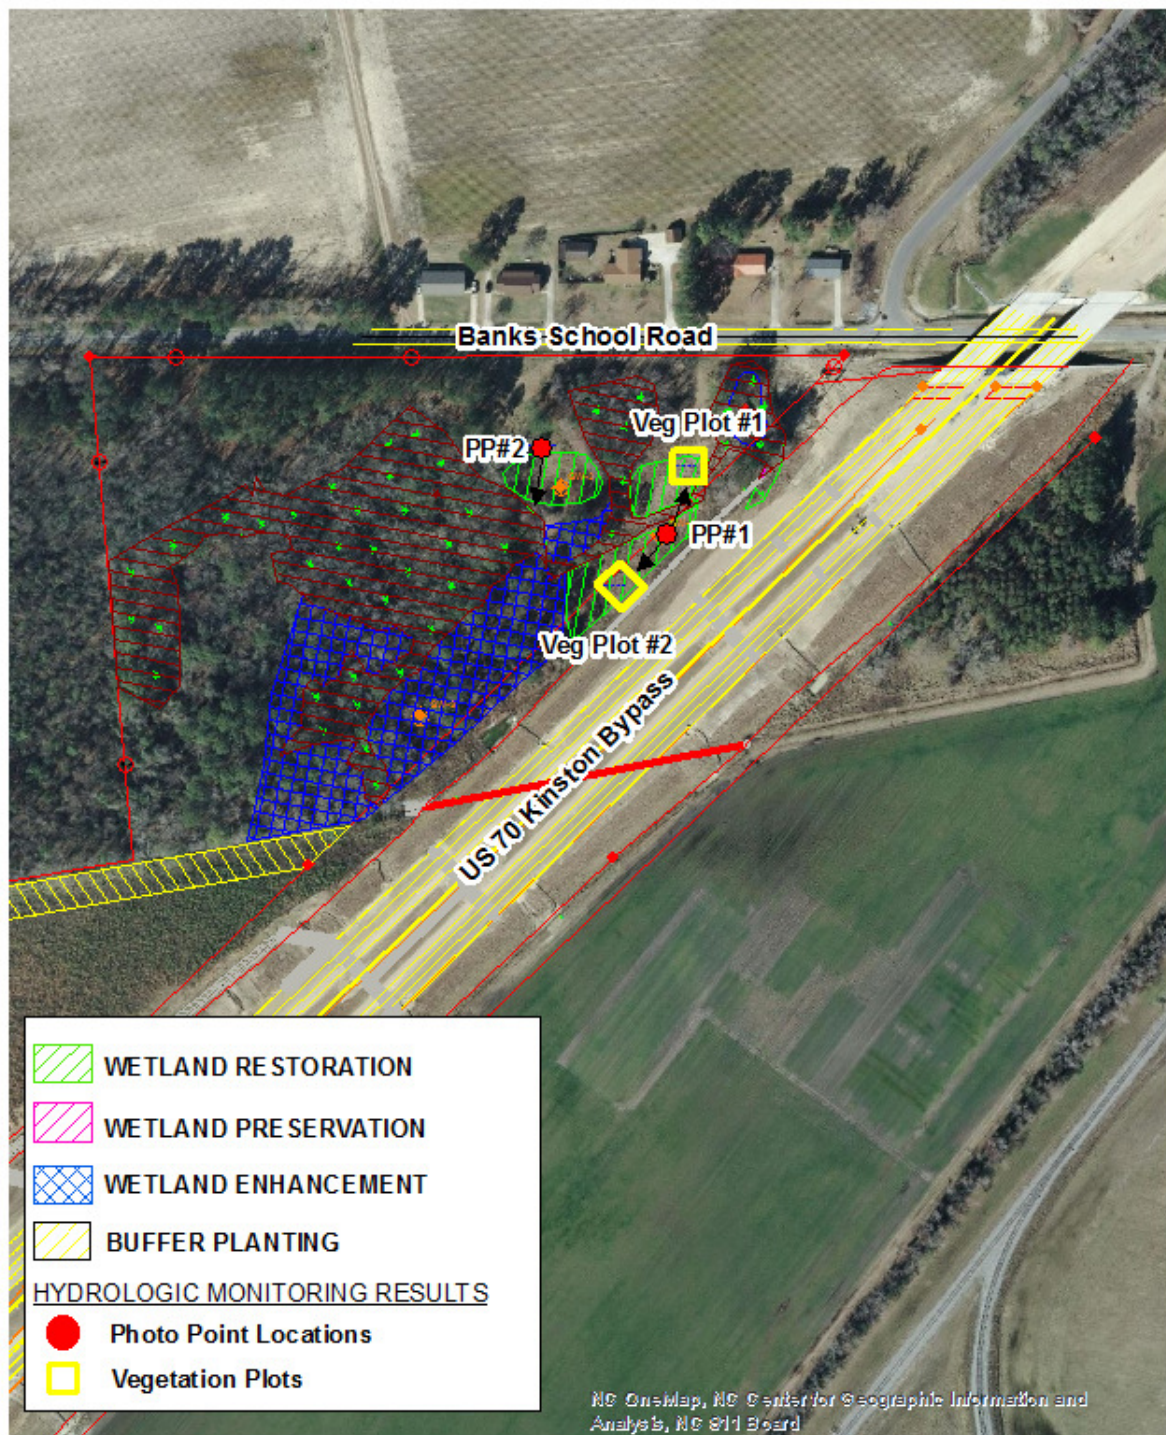 Banks School Road
Veg Plot #1
PP#2
PP#1
Veg Plot #2
US 70 Kinston Bypass
WETLAND RESTORATION
WETLAND PRESERVATION
WETLAND ENHANCEMENT
BUFFER PLANTING
HYDROLOGIC MONITORING RESULTS
Photo Point Locations
Vegetation Plots
NC OneMap, NC Center for Geographic Information and
Analysis, NC 911 Board